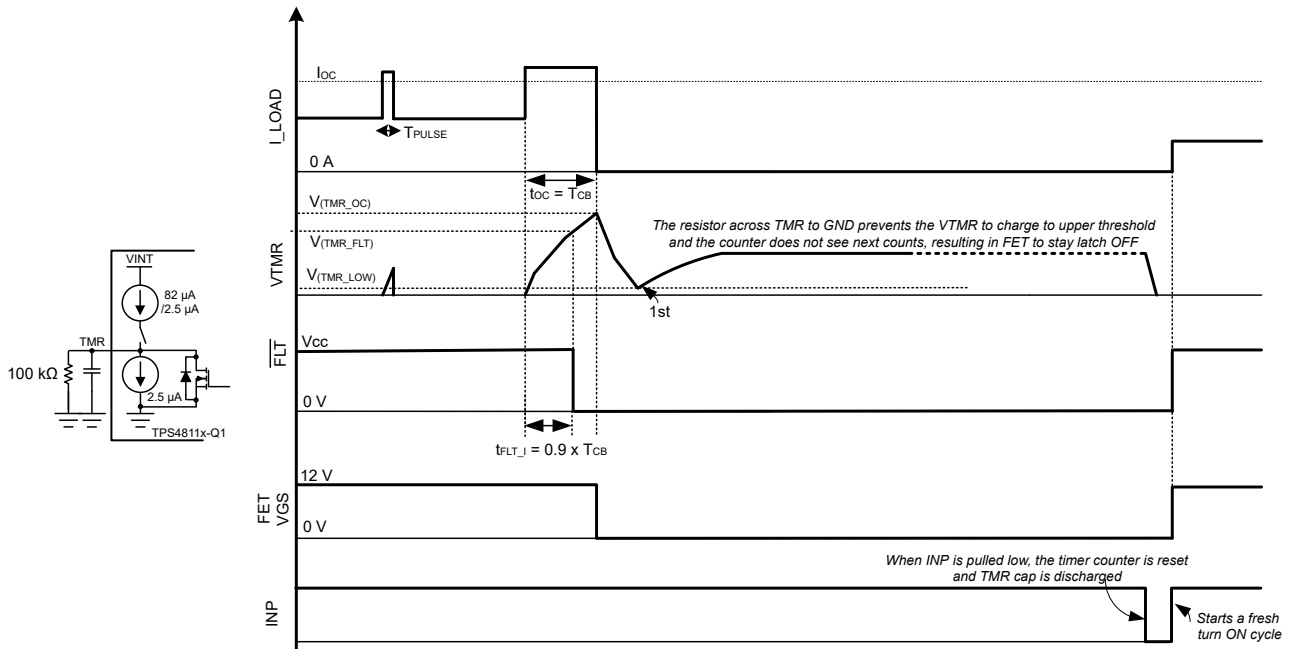 I_LOAD
IOC
TPULSE
0 A
tOC = TCB
VTMR
V(TMR_OC)
V(TMR_FLT)
V(TMR_LOW)
The resistor across TMR to GND prevents the VTMR to charge to upper threshold
and the counter does not see next counts, resulting in FET to stay latch OFF
1st
VINT
82 µA
/2.5 µA
TMR
100 kΩ
2.5 µA
TPS4811x-Q1
FLT
Vcc
0 V
tFLT_I = 0.9 x TCB
FET
VGS
12 V
0 V
When INP is pulled low, the timer counter is reset
and TMR cap is discharged
INP
Starts a fresh
turn ON cycle